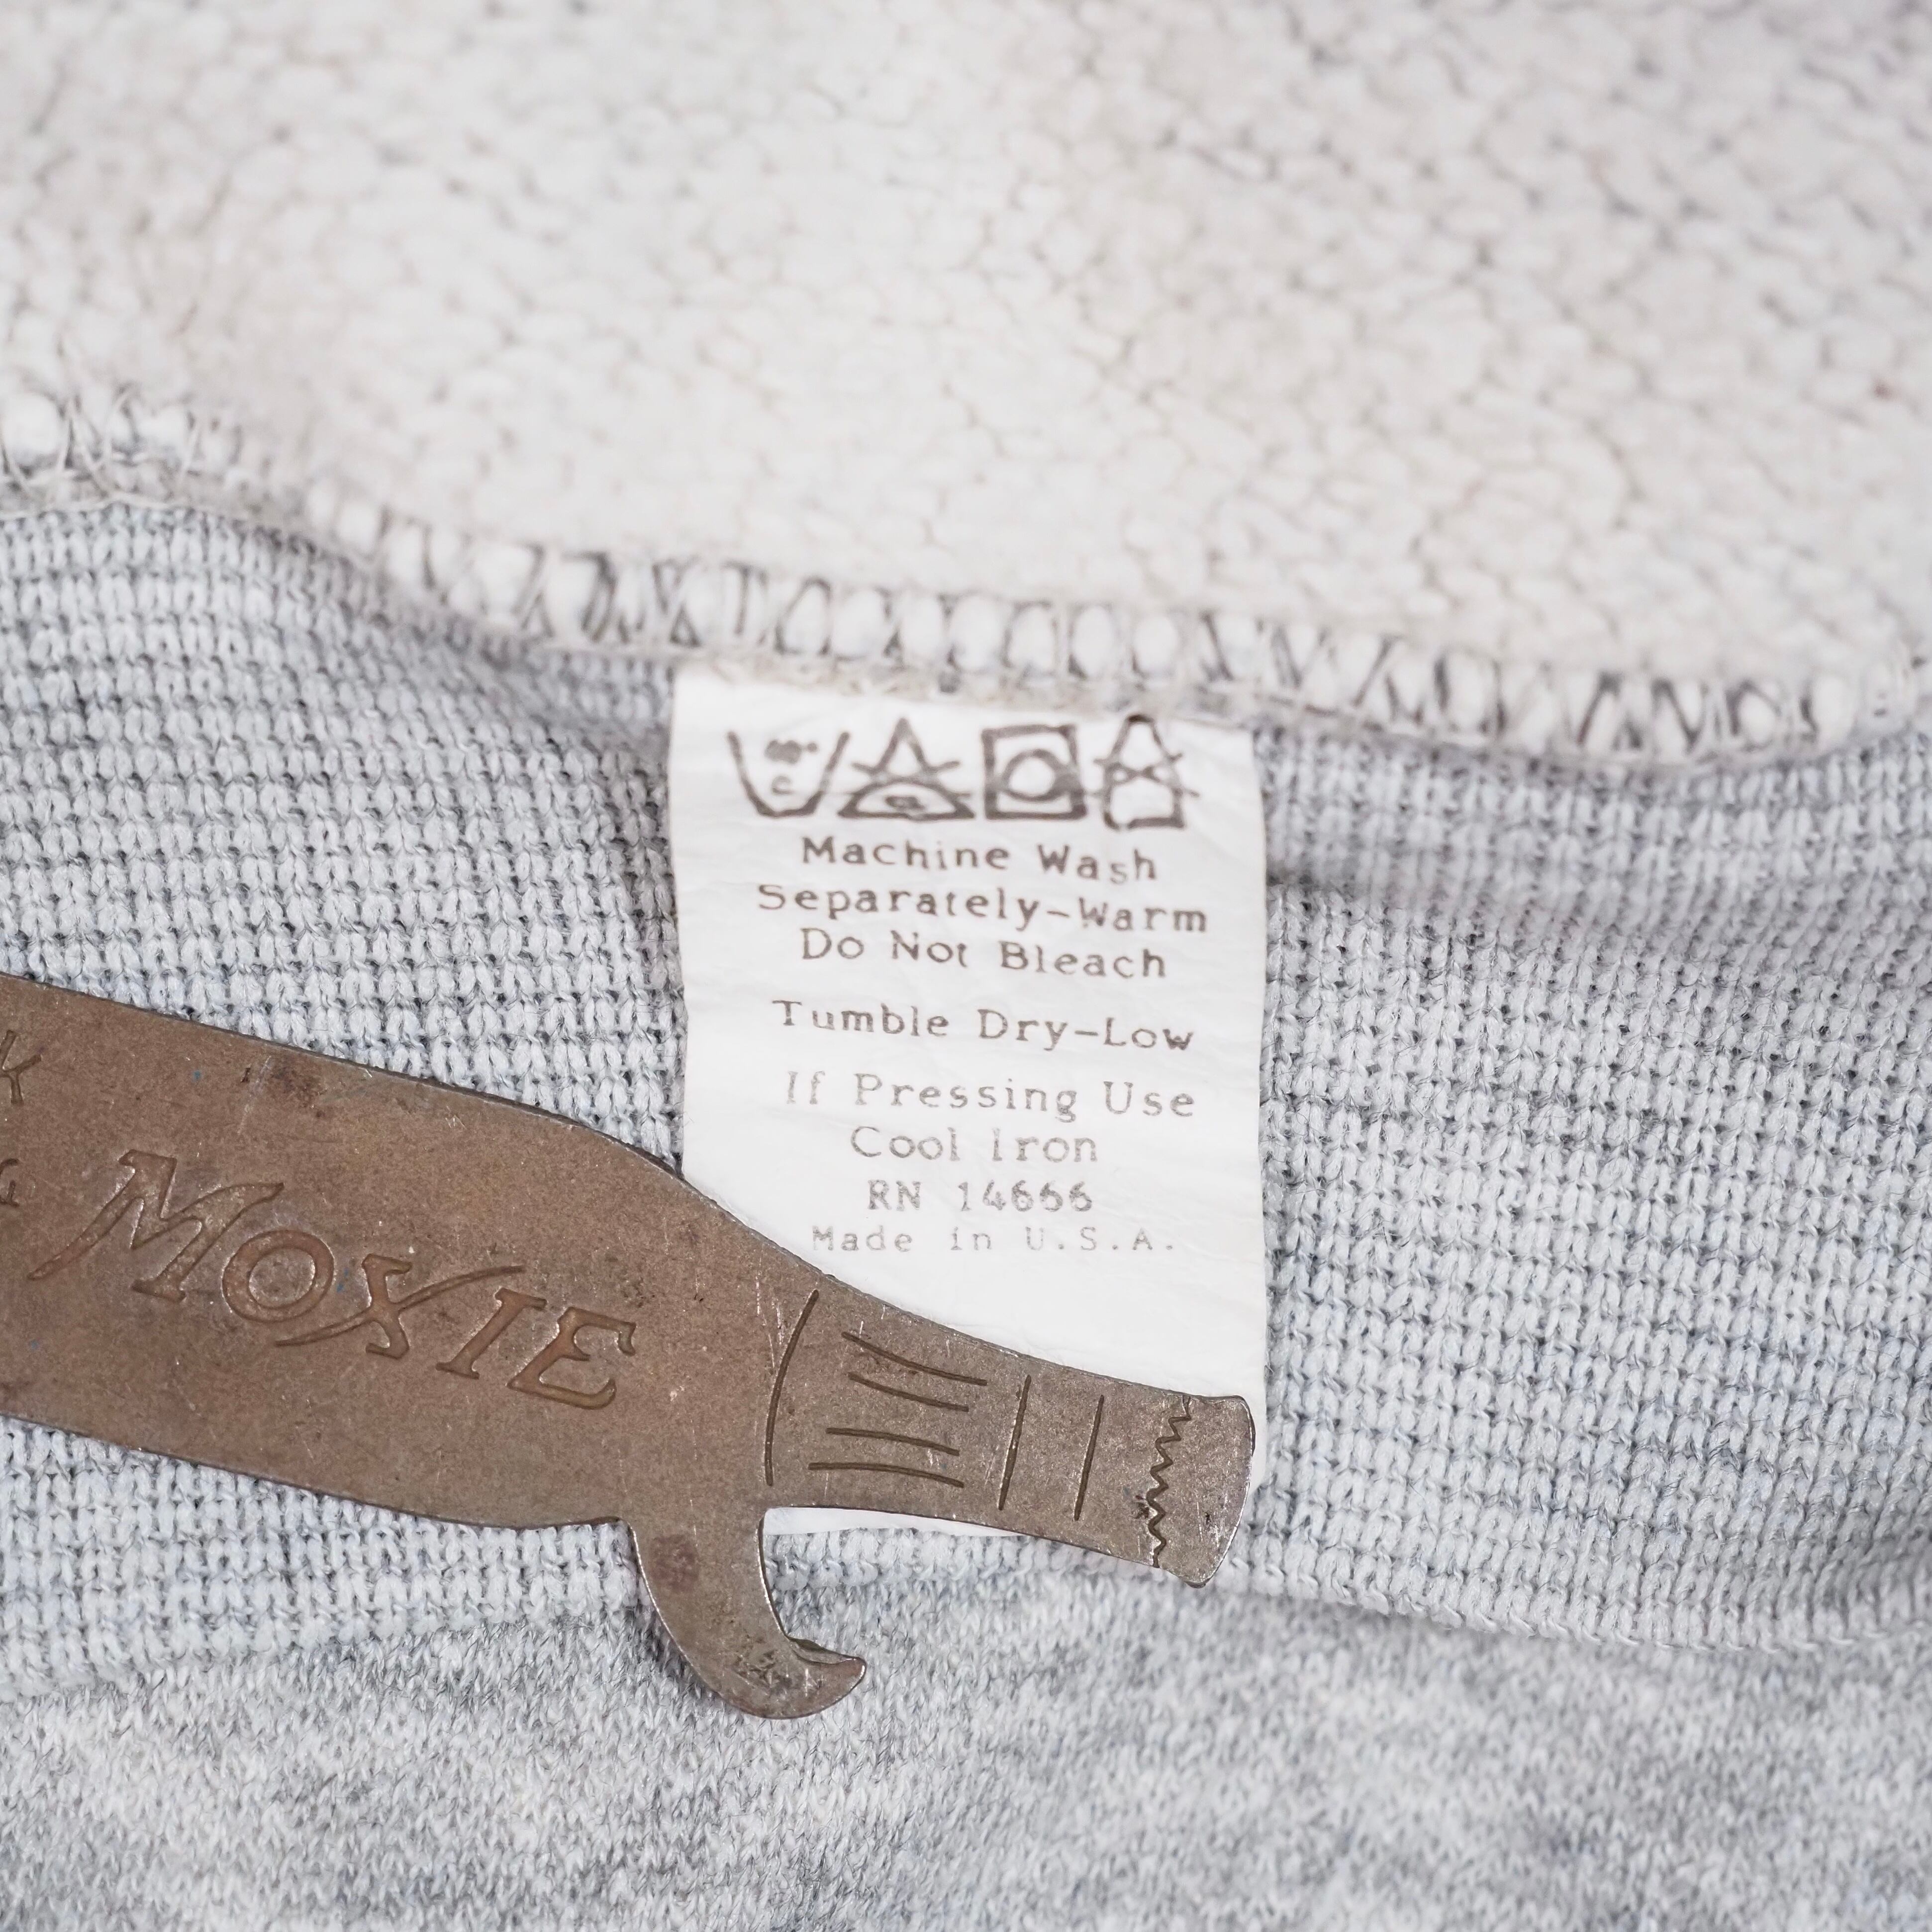 Machine Wash
Separately-Warm
Do Not Bleach
Tumble Dry-Low
If Pressing Use
Cool Iron
RN 14666
Made in U.S.A.
MOXIE